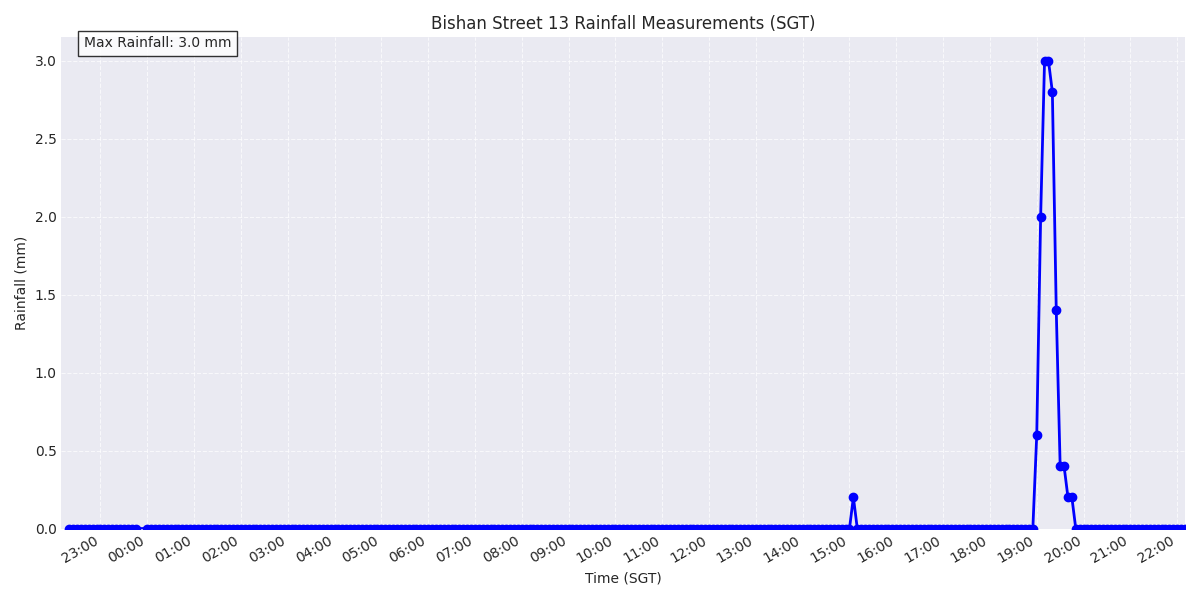 Bishan Street 13 Rainfall Measurements (SGT)
Max Rainfall: 3.0 mm
Rainfall (mm)
3.0
2.5
2.0
1.5
1.0
0.5
0.0
23:00 00:00 01:00 02:00 03:00 04:00 05:00 06:00 07:00 08:00 09:00 10:00 11:00 12:00 13:00 14:00 15:00 16:00 17:00 18:00 19:00 20:00 21:00 22:00
Time (SGT)